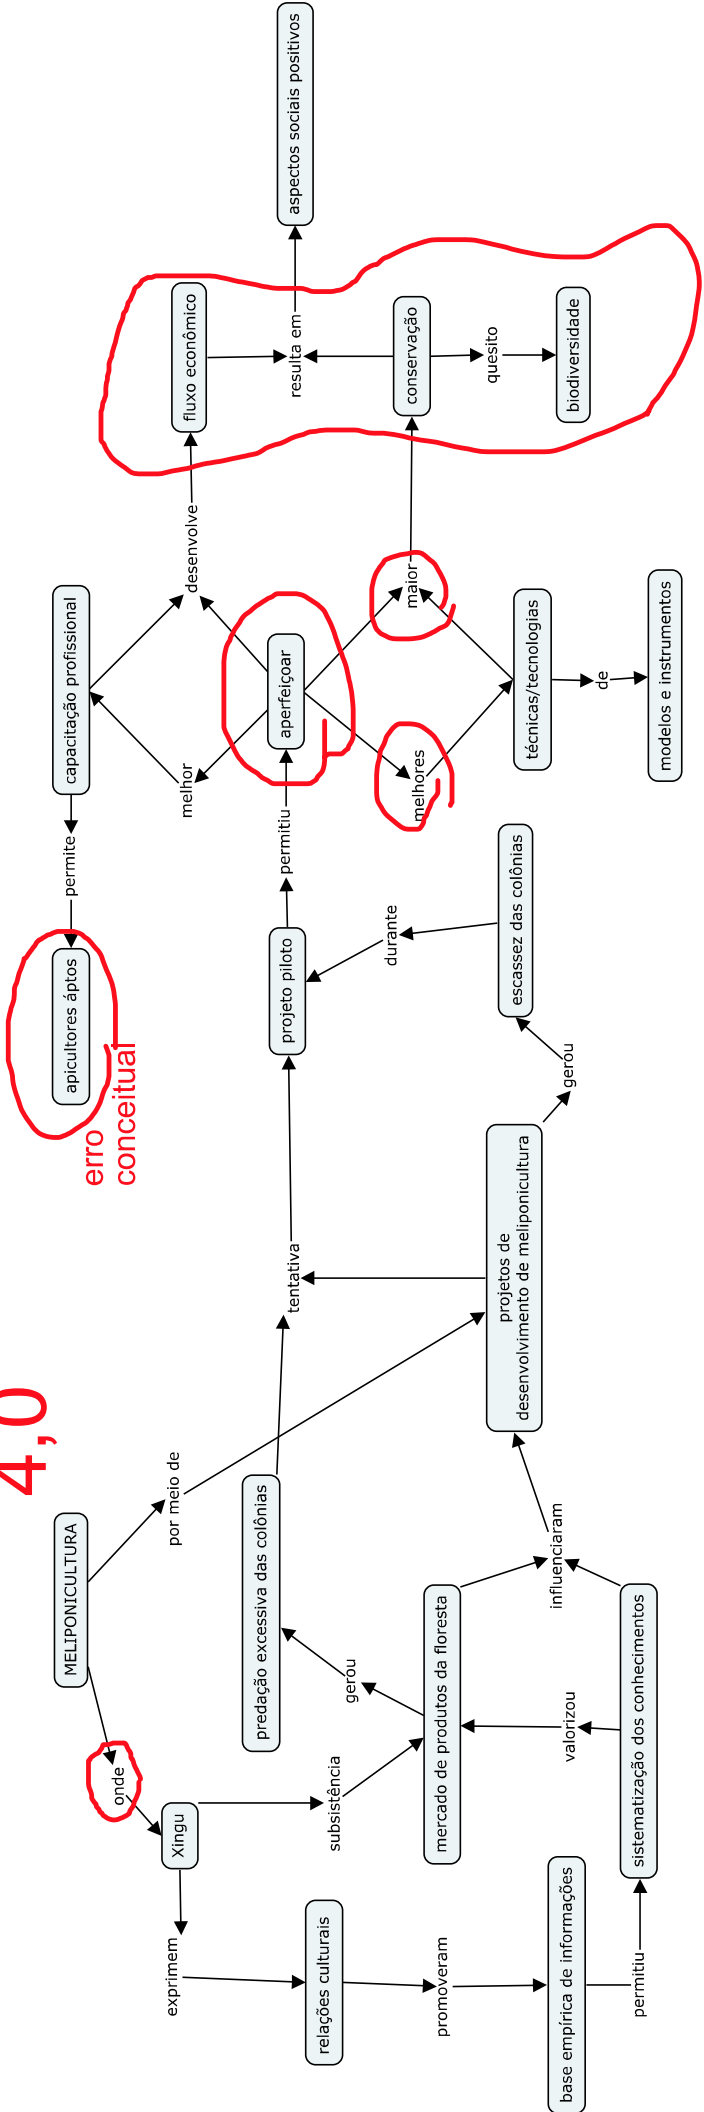 4,0
MELIPONICULTURA
onde
Xingu
exprimem
relações culturais
promoveram
base empírica de informações
permitiu
sistematização dos conhecimentos
valorizou
subsistência
mercado de produtos da floresta
gerou
predação excessiva das colônias
influenciaram
por meio de
projetos de
desenvolvimento de meliponicultura
tentativa
gerou
escassez das colônias
durante
projeto piloto
permitiu
aperfeiçoar
melhor
capacitação profissional
permite
apicultores áptos
erro
conceitual
melhores
técnicas/tecnologias
de
modelos e instrumentos
maior
desenvolve
fluxo econômico
conservação
quesito
biodiversidade
resulta em
aspectos sociais positivos